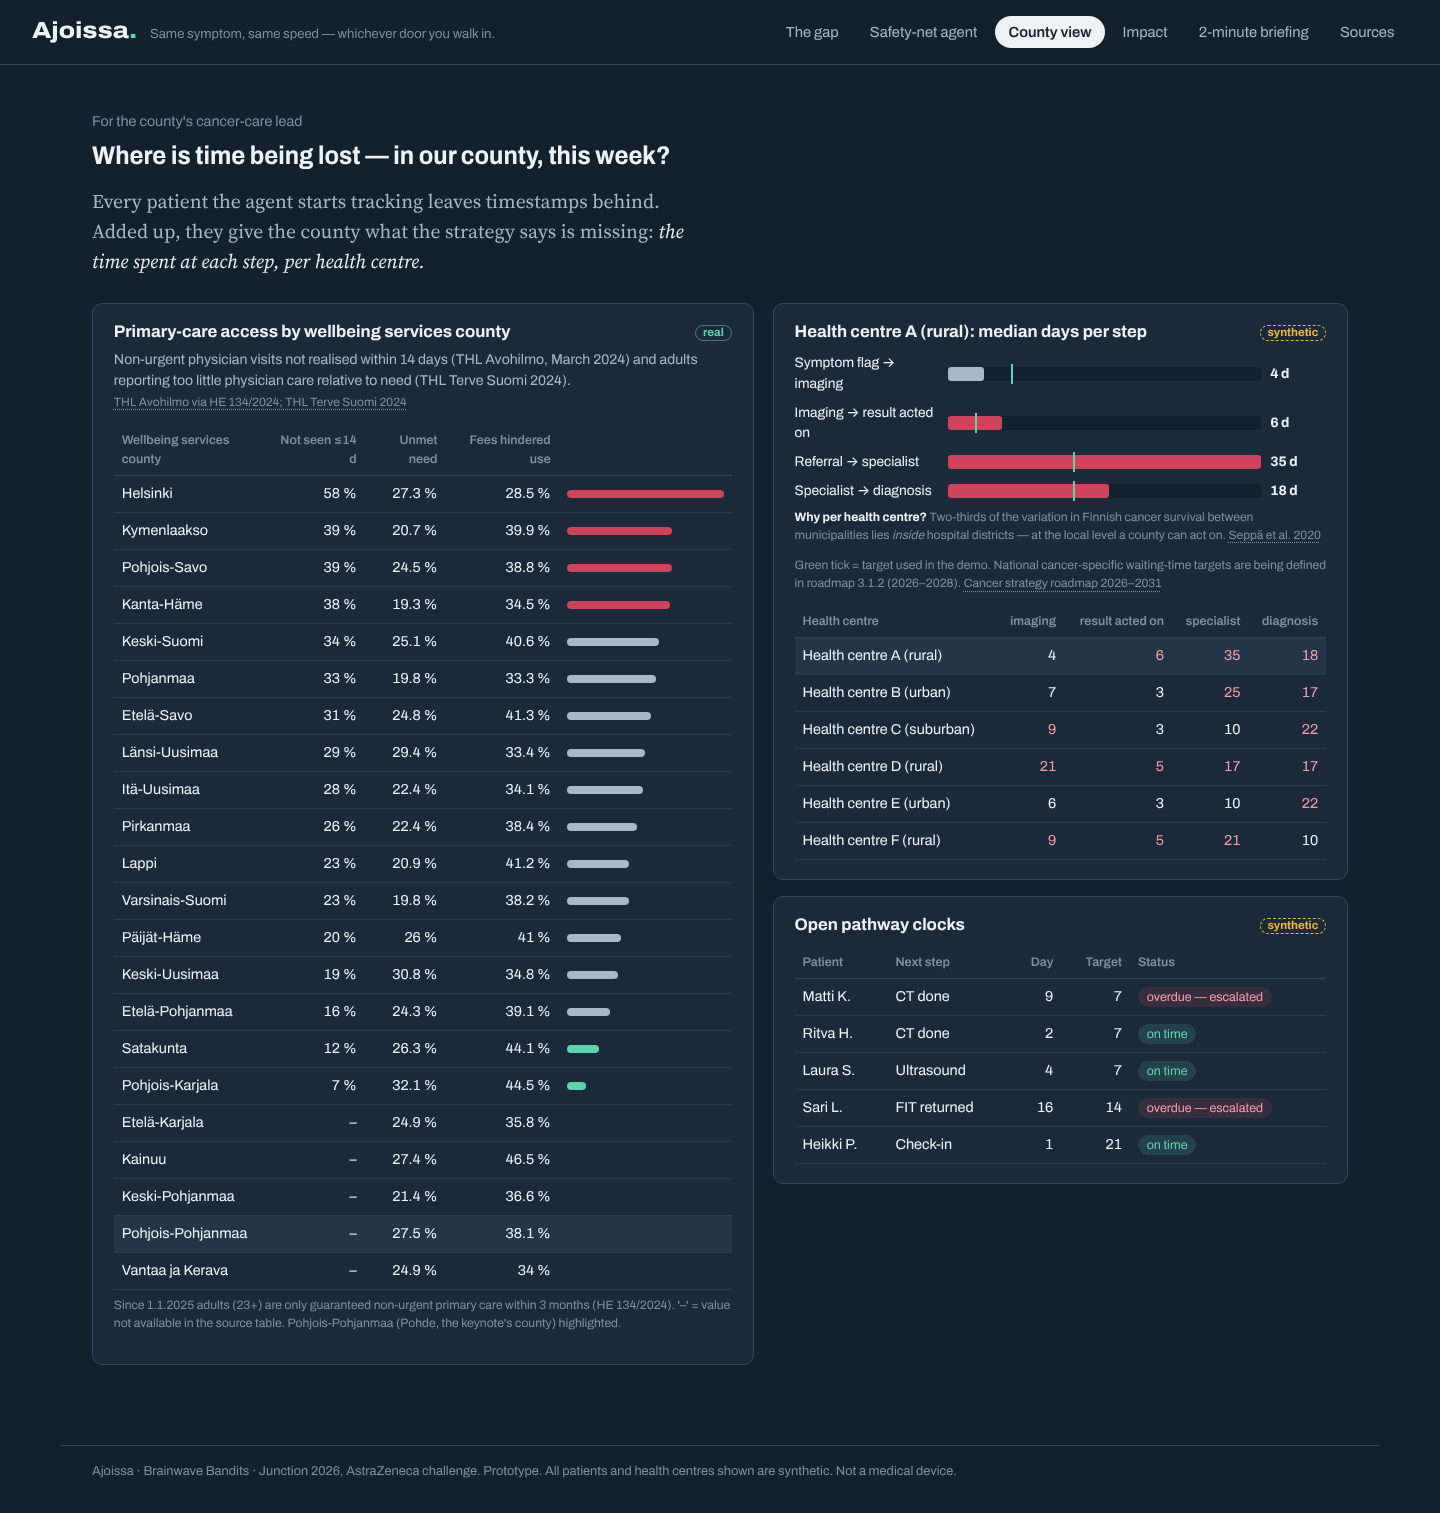 Ajoissa. Same symptom, same speed — whichever door you walk in.
The gap Safety-net agent County view Impact 2-minute briefing Sources
For the county's cancer-care lead
Where is time being lost — in our county, this week?
Every patient the agent starts tracking leaves timestamps behind.
Added up, they give the county what the strategy says is missing: the
time spent at each step, per health centre.
Primary-care access by wellbeing services county real
Non-urgent physician visits not realised within 14 days (THL Avohilmo, March 2024) and adults
reporting too little physician care relative to need (THL Terve Suomi 2024).
THL Avohilmo via HE 134/2024; THL Terve Suomi 2024
Wellbeing services Not seen ≤14 Unmet Fees hindered
county d need use
Helsinki 58 % 27.3 % 28.5 %
Kymenlaakso 39 % 20.7 % 39.9 %
Pohjois-Savo 39 % 24.5 % 38.8 %
Kanta-Häme 38 % 19.3 % 34.5 %
Keski-Suomi 34 % 25.1 % 40.6 %
Pohjanmaa 33 % 19.8 % 33.3 %
Etelä-Savo 31 % 24.8 % 41.3 %
Länsi-Uusimaa 29 % 29.4 % 33.4 %
Itä-Uusimaa 28 % 22.4 % 34.1 %
Pirkanmaa 26 % 22.4 % 38.4 %
Lappi 23 % 20.9 % 41.2 %
Varsinais-Suomi 23 % 19.8 % 38.2 %
Päijät-Häme 20 % 26 % 41 %
Keski-Uusimaa 19 % 30.8 % 34.8 %
Etelä-Pohjanmaa 16 % 24.3 % 39.1 %
Satakunta 12 % 26.3 % 44.1 %
Pohjois-Karjala 7 % 32.1 % 44.5 %
Etelä-Karjala – 24.9 % 35.8 %
Kainuu – 27.4 % 46.5 %
Keski-Pohjanmaa – 21.4 % 36.6 %
Pohjois-Pohjanmaa – 27.5 % 38.1 %
Vantaa ja Kerava – 24.9 % 34 %
Since 1.1.2025 adults (23+) are only guaranteed non-urgent primary care within 3 months (HE 134/2024). '–' = value
not available in the source table. Pohjois-Pohjanmaa (Pohde, the keynote's county) highlighted.
Health centre A (rural): median days per step synthetic
Symptom flag →
imaging 4 d
Imaging → result acted
on 6 d
Referral → specialist 35 d
Specialist → diagnosis 18 d
Why per health centre? Two-thirds of the variation in Finnish cancer survival between
municipalities lies inside hospital districts — at the local level a county can act on. Seppä et al. 2020
Green tick = target used in the demo. National cancer-specific waiting-time targets are being defined
in roadmap 3.1.2 (2026–2028). Cancer strategy roadmap 2026–2031
Health centre imaging result acted on specialist diagnosis
Health centre A (rural) 4 6 35 18
Health centre B (urban) 7 3 25 17
Health centre C (suburban) 9 3 10 22
Health centre D (rural) 21 5 17 17
Health centre E (urban) 6 3 10 22
Health centre F (rural) 9 5 21 10
Open pathway clocks synthetic
Patient Next step Day Target Status
Matti K. CT done 9 7 overdue — escalated
Ritva H. CT done 2 7 on time
Laura S. Ultrasound 4 7 on time
Sari L. FIT returned 16 14 overdue — escalated
Heikki P. Check-in 1 21 on time
Ajoissa · Brainwave Bandits · Junction 2026, AstraZeneca challenge. Prototype. All patients and health centres shown are synthetic. Not a medical device.